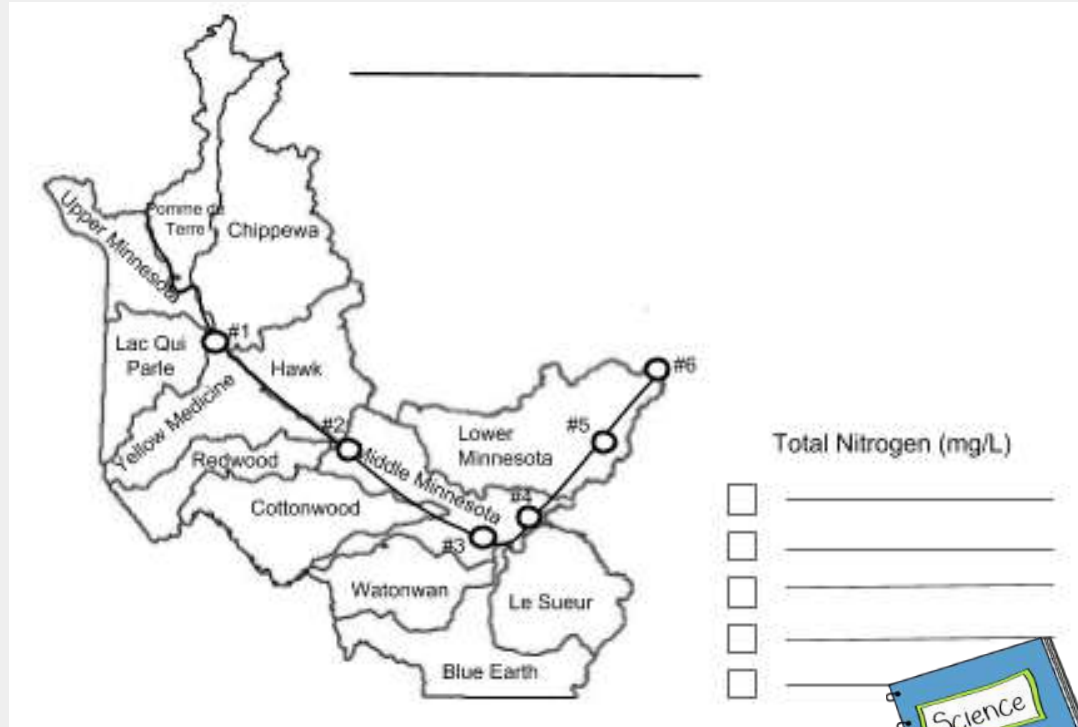 Pomme de
Terre
Upper Minnesota
Chippewa
#1
Lac Qui
Parle
Hawk
#6
Yellow Medicine
#2
#5
Lower
Minnesota
Total Nitrogen (mg/L)
Redwood
Middle Minnesota
#4
Cottonwood
#3
Watonwan
Le Sueur
Blue Earth
Science